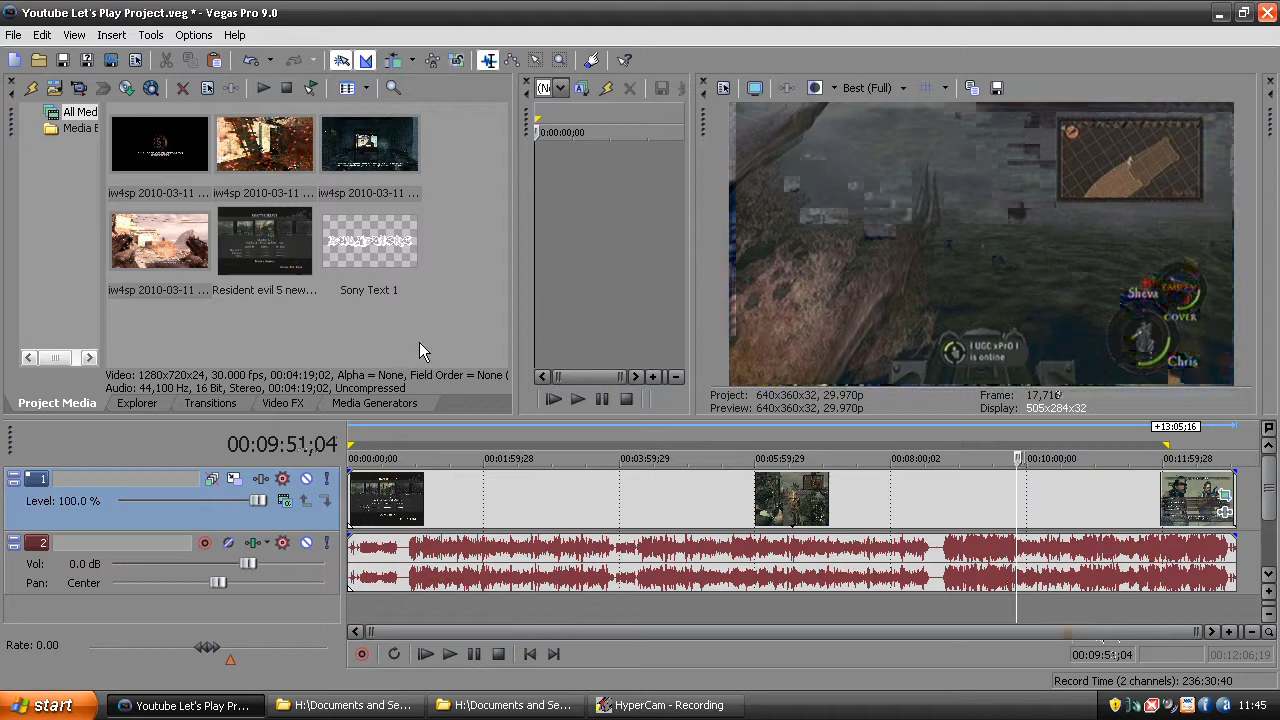 Youtube Let's Play Project.veg * - Vegas Pro 9.0
File Edit View Insert Tools Options Help
Best (Full)
All Med
Media B
0:00:00;00
iw4sp 2010-03-11 ... iw4sp 2010-03-11 ... iw4sp 2010-03-11 ...
iw4sp 2010-03-11 ... Resident evil 5 new... Sony Text 1
Sheva
EMPTY
COVER
I UGC xPrO I
is online
Chris
Video: 1280x720x24, 30.000 fps, 00:04:19;02, Alpha = None, Field Order = None (
Audio: 44,100 Hz, 16 Bit, Stereo, 00:04:19;02, Uncompressed
Project Media Explorer Transitions Video FX Media Generators
Project: 640x360x32, 29.970p Frame: 17,716
Preview: 640x360x32, 29.970p Display: 505x284x32
+13:05;16
00:09:51;04
00:00:00;00 00:01:59;28 00:03:59;29 00:05:59;29 00:08:00;02 00:10:00;00 00:11:59;28
1
Level: 100.0 %
2
Vol: 0.0 dB
Pan: Center
Rate: 0.00
00:09:51;04 00:12:06;19
Record Time (2 channels): 236:30:40
start Youtube Let's Play Pr... H:\Documents and Se... H:\Documents and Se... HyperCam - Recording 11:45